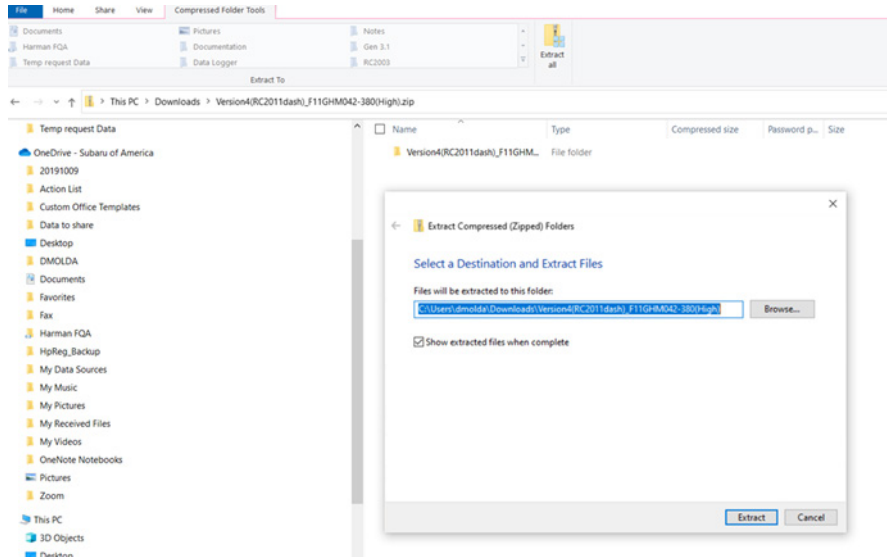 File Home Share View Compressed Folder Tools
Documents Pictures Notes
Harman FQA Documentation Gen 3.1
Temp request Data Data Logger RC2003
Extract all
Extract To
This PC > Downloads > Version4(RC2011dash)_F11GHM042-380(High).zip
Temp request Data
OneDrive - Subaru of America
20191009
Action List
Custom Office Templates
Data to share
Desktop
DMOLDA
Documents
Favorites
Fax
Harman FQA
HpReg_Backup
My Data Sources
My Music
My Pictures
My Received Files
My Videos
OneNote Notebooks
Pictures
Zoom
This PC
3D Objects
Desktop
Name Type Compressed size Password p... Size
Version4(RC2011dash)_F11GHM... File folder
Extract Compressed (Zipped) Folders
Select a Destination and Extract Files
Files will be extracted to this folder:
C:\Users\dmolda\Downloads\Version4(RC2011dash)_F11GHM042-380(High)
Browse...
Show extracted files when complete
Extract Cancel